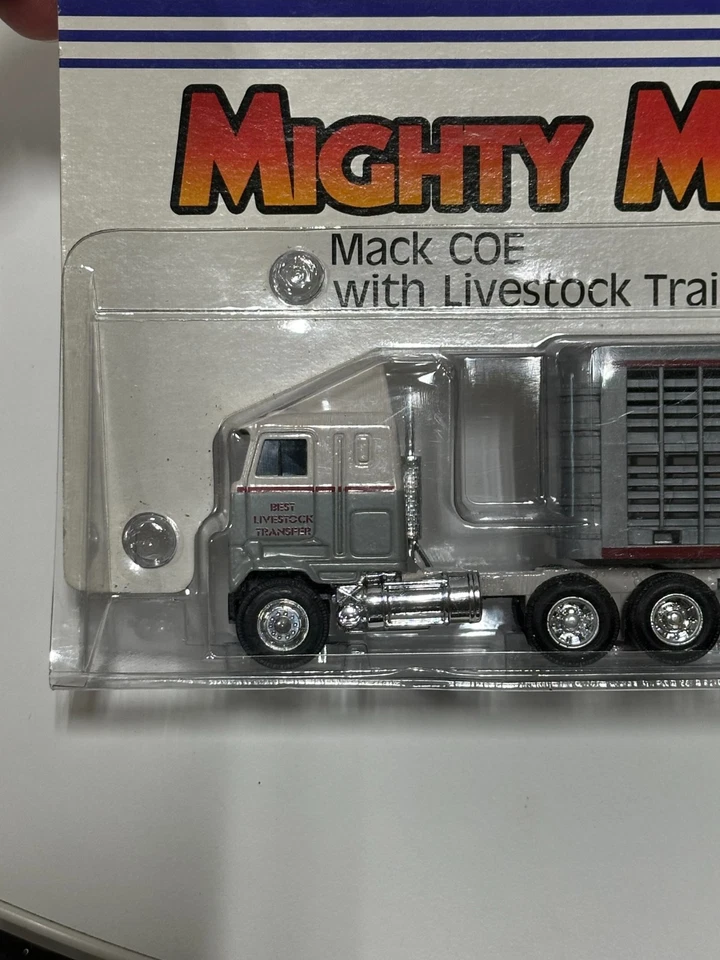 MIGHTY M
Mack COE
with Livestock Trai
BEST
LIVESTOCK
TRANSFER